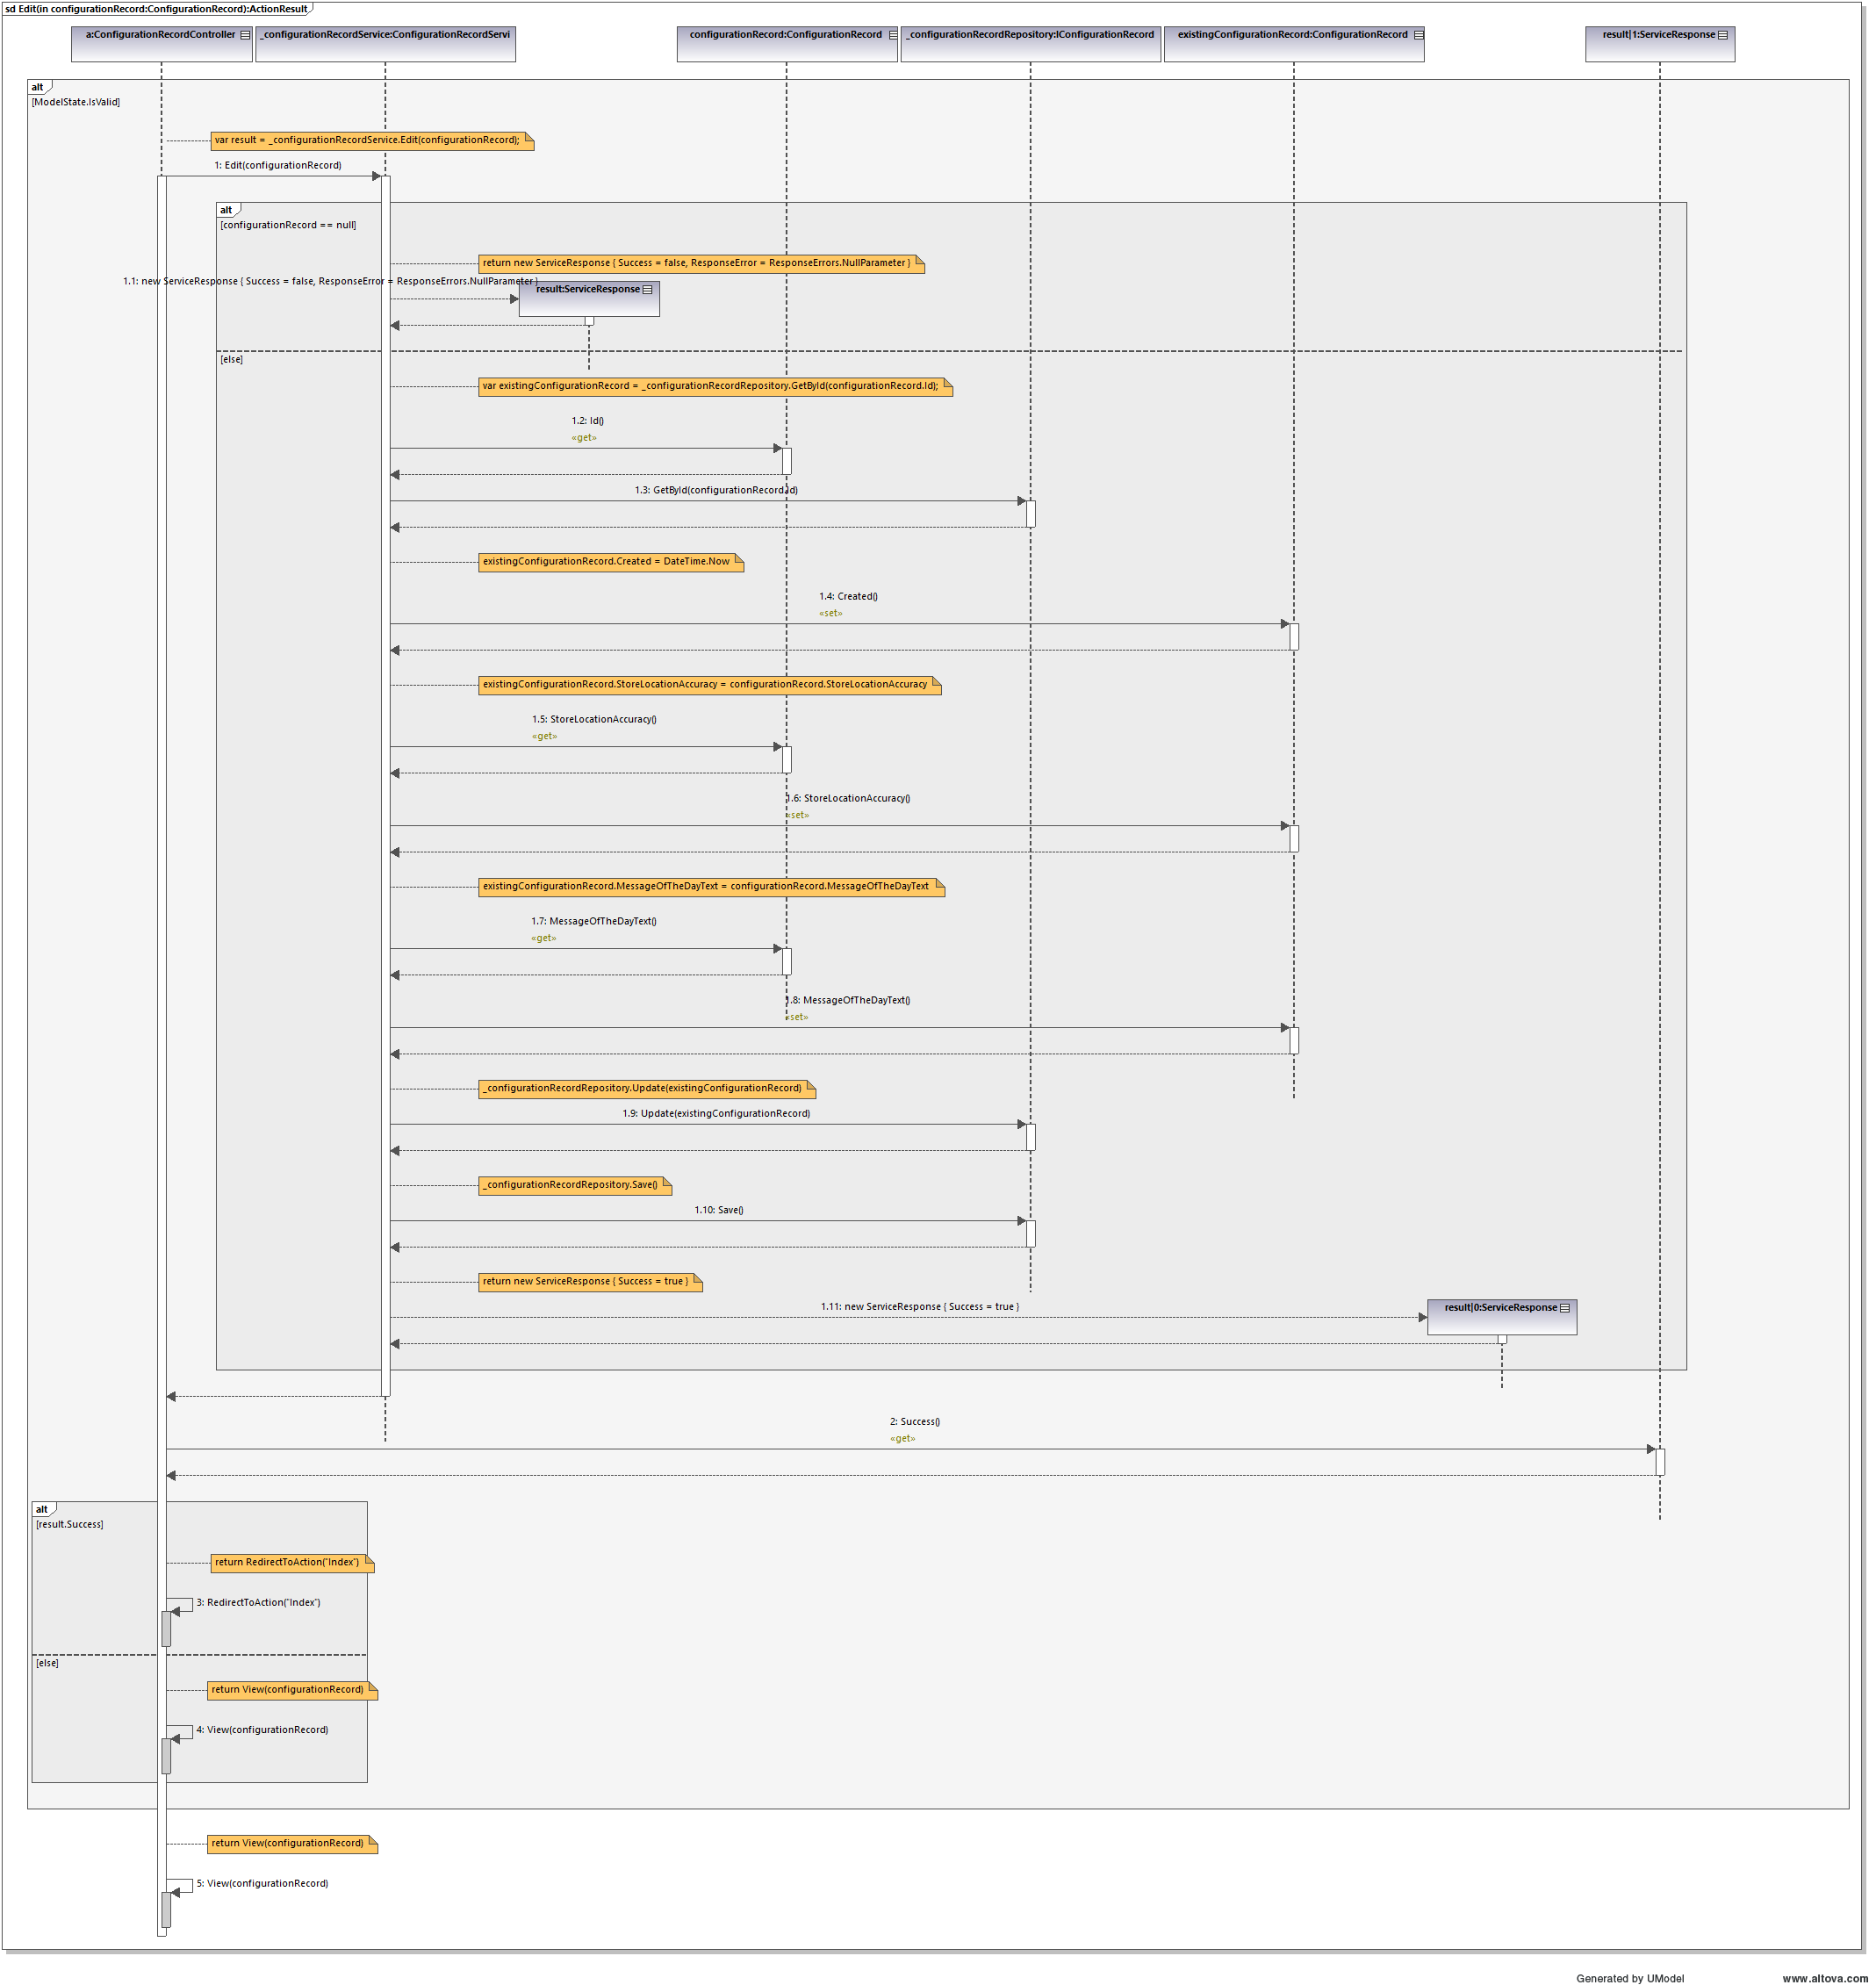 sd Edit(in configurationRecord:ConfigurationRecord):ActionResult
a:ConfigurationRecordController
_configurationRecordService:ConfigurationRecordServi
configurationRecord:ConfigurationRecord
_configurationRecordRepository:IConfigurationRecord
existingConfigurationRecord:ConfigurationRecord
result|1:ServiceResponse
alt
[ModelState.IsValid]
var result = _configurationRecordService.Edit(configurationRecord);
1: Edit(configurationRecord)
alt
[configurationRecord == null]
return new ServiceResponse { Success = false, ResponseError = ResponseErrors.NullParameter }
1.1: new ServiceResponse { Success = false, ResponseError = ResponseErrors.NullParameter }
result:ServiceResponse
[else]
var existingConfigurationRecord = _configurationRecordRepository.GetById(configurationRecord.Id);
1.2: Id()
«get»
1.3: GetById(configurationRecord.Id)
existingConfigurationRecord.Created = DateTime.Now
1.4: Created()
«set»
existingConfigurationRecord.StoreLocationAccuracy = configurationRecord.StoreLocationAccuracy
1.5: StoreLocationAccuracy()
«get»
1.6: StoreLocationAccuracy()
«set»
existingConfigurationRecord.MessageOfTheDayText = configurationRecord.MessageOfTheDayText
1.7: MessageOfTheDayText()
«get»
1.8: MessageOfTheDayText()
«set»
_configurationRecordRepository.Update(existingConfigurationRecord)
1.9: Update(existingConfigurationRecord)
_configurationRecordRepository.Save()
1.10: Save()
return new ServiceResponse { Success = true }
1.11: new ServiceResponse { Success = true }
result|0:ServiceResponse
2: Success()
«get»
alt
[result.Success]
return RedirectToAction("Index")
3: RedirectToAction("Index")
[else]
return View(configurationRecord)
4: View(configurationRecord)
return View(configurationRecord)
5: View(configurationRecord)
Generated by UModel
www.altova.com